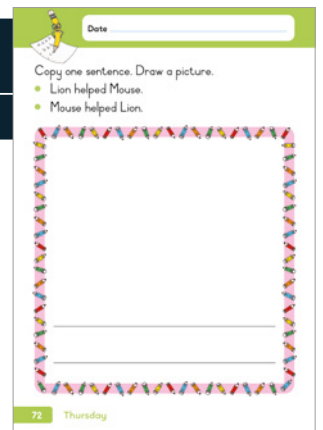 Date
Copy one sentence. Draw a picture.
Lion helped Mouse.
Mouse helped Lion.
72 Thursday